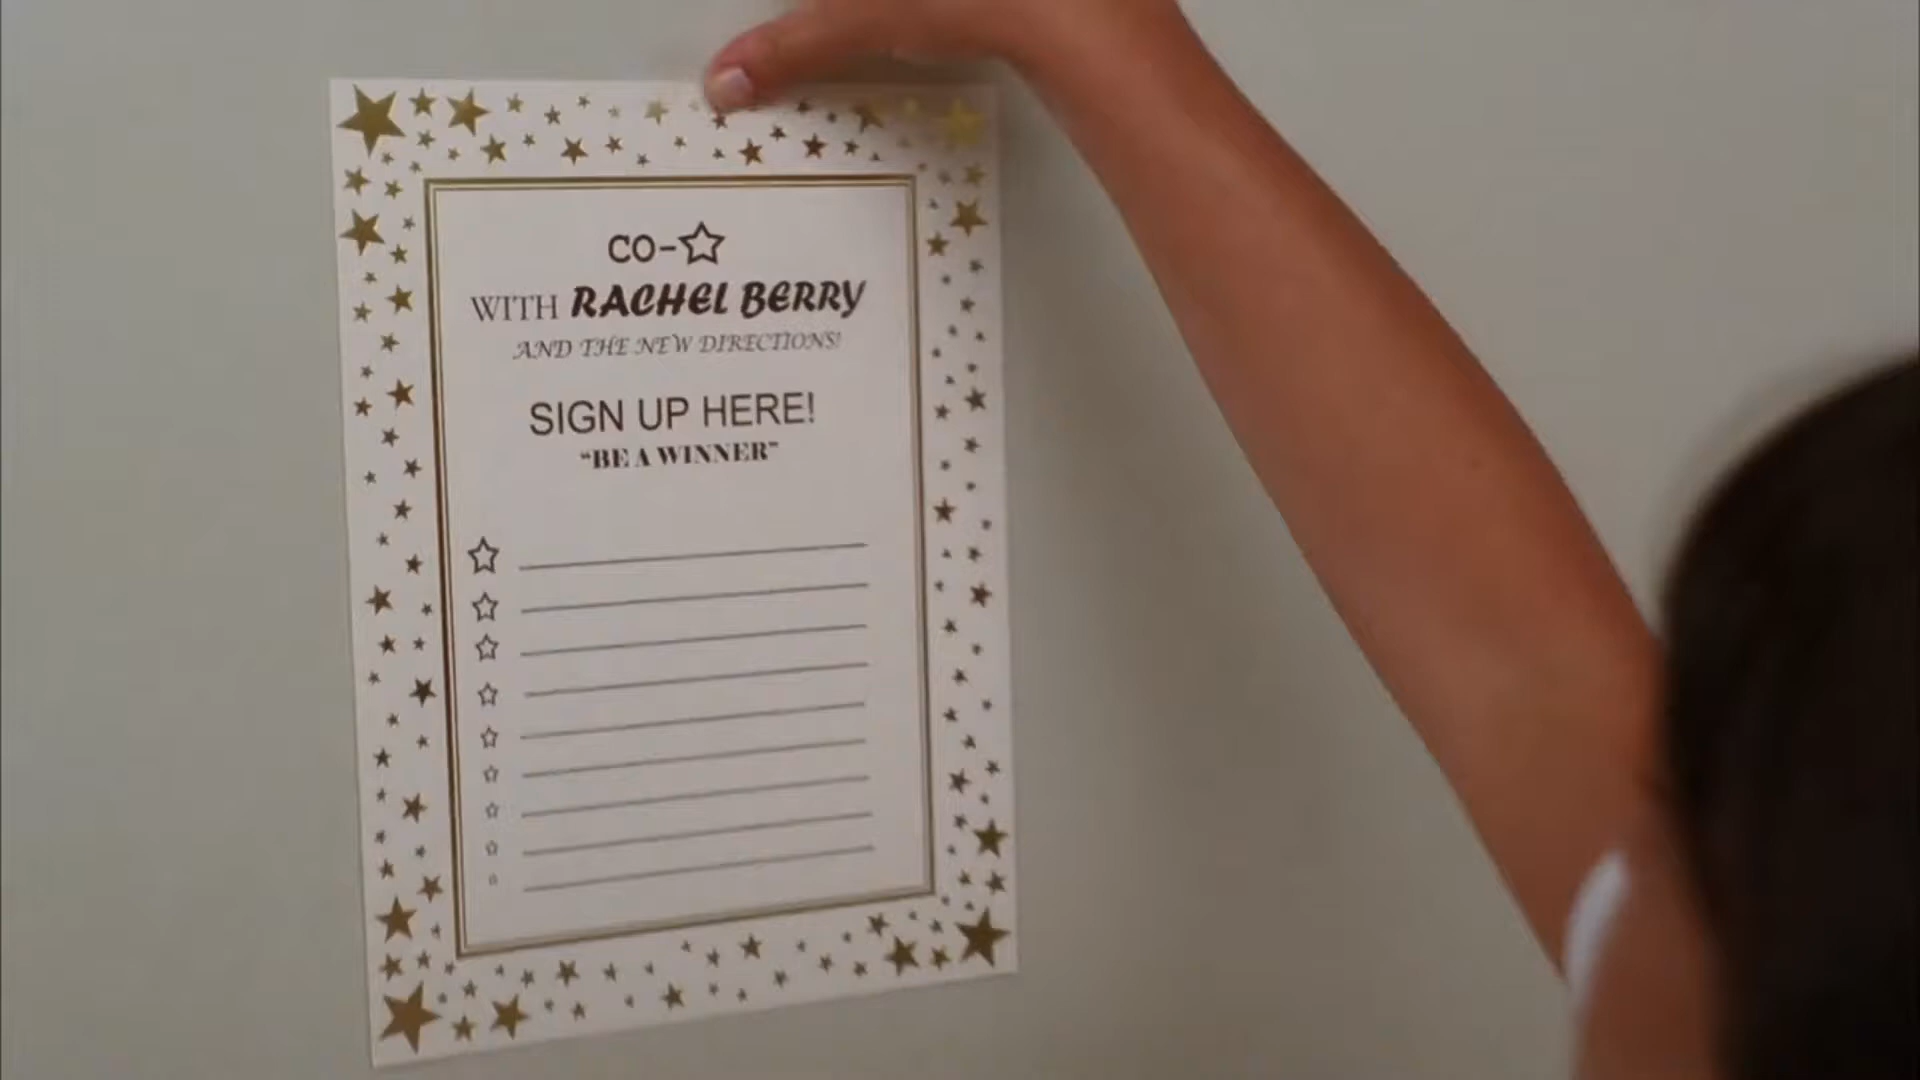 CO-☆
WITH RACHEL BERRY
AND THE NEW DIRECTIONS!
SIGN UP HERE!
"BE A WINNER"